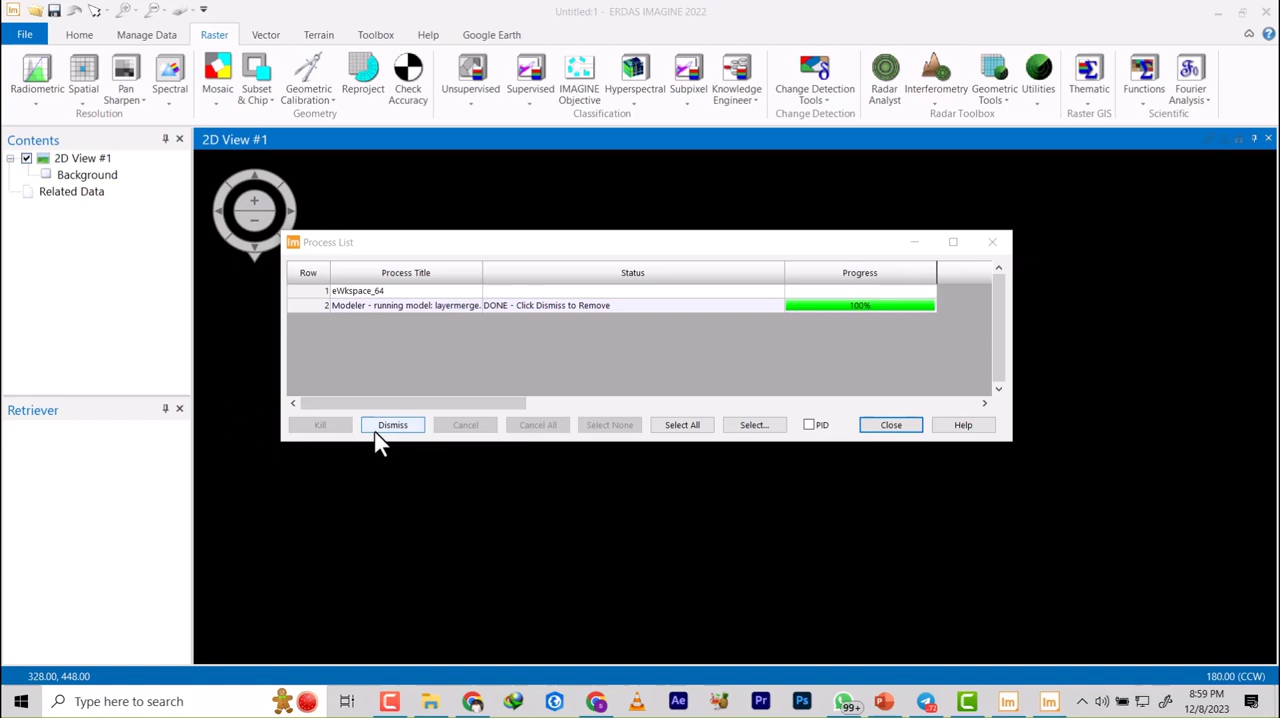 Untitled:1 - ERDAS IMAGINE 2022
File Home Manage Data Raster Vector Terrain Toolbox Help Google Earth
Radiometric Spatial Pan Sharpen Spectral
Resolution
Mosaic Subset & Chip Geometric Calibration Reproject Check Accuracy
Geometry
Unsupervised Supervised IMAGINE Objective Hyperspectral Subpixel Knowledge Engineer
Classification
Change Detection Tools
Change Detection
Radar Analyst Interferometry Geometric Tools Utilities
Radar Toolbox
Thematic
Raster GIS
Functions Fourier Analysis
Scientific
Contents
2D View #1
Background
Related Data
Retriever
2D View #1
Process List
Row Process Title Status Progress
1 eWkspace_64
2 Modeler - running model: layermerge. DONE - Click Dismiss to Remove 100%
Kill Dismiss Cancel Cancel All Select None Select All Select... PID Close Help
328.00, 448.00 180.00 (CCW)
Type here to search
99+
8:59 PM
12/8/2023